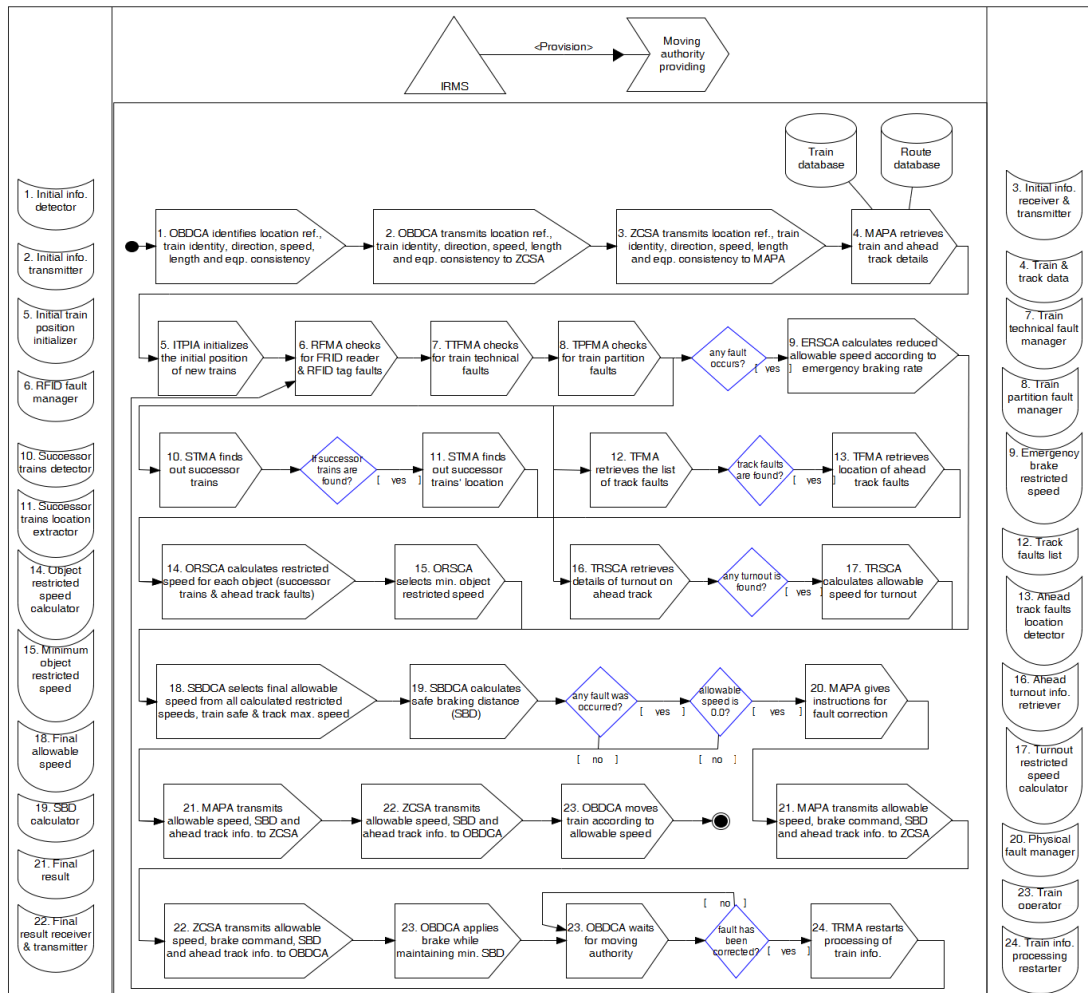 <Provision>
Moving
authority
providing
IRMS
Train
database
Route
database
1. Initial info.
detector
2. Initial info.
transmitter
5. Initial train
position
initializer
6. RFID fault
manager
10. Successor
trains detector
11. Successor
trains location
extractor
14. Object
restricted
speed calculator
15. Minimum
object
restricted
speed
18. Final
allowable
speed
19. SBD
calculator
21. Final
result
22. Final
result receiver
& transmitter
1. OBDCA identifies location ref.,
train identity, direction, speed,
length and eqp. consistency
2. OBDCA transmits location ref.,
train identity, direction, speed, length
and eqp. consistency to ZCSA
3. ZCSA transmits location ref., train
identity, direction, speed, length
and eqp. consistency to MAPA
4. MAPA retrieves
train and ahead
track details
5. ITPIA initializes
the initial position
of new trains
6. RFMA checks
for FRID reader
& RFID tag faults
7. TTFMA checks
for train technical
faults
8. TPFMA checks
for train partition
faults
any fault
occurs?
[ yes ]
9. ERSCA calculates reduced
allowable speed according to
emergency braking rate
10. STMA finds
out successor
trains
If successor
trains are
found?
[ yes ]
11. STMA finds
out successor
trains' location
12. TFMA
retrieves the list
of track faults
track faults
are found?
[ yes ]
13. TFMA retrieves
location of ahead
track faults
14. ORSCA calculates restricted
speed for each object (successor
trains & ahead track faults)
15. ORSCA
selects min. object
restricted speed
16. TRSCA retrieves
details of turnout on
ahead track
any turnout is
found?
[ yes ]
17. TRSCA
calculates allowable
speed for turnout
18. SBDCA selects final allowable
speed from all calculated restricted
speeds, train safe & track max. speed
19. SBDCA calculates
safe braking distance
(SBD)
any fault was
occurred?
[ yes ]
[ no ]
allowable
speed is
0.0?
[ yes ]
[ no ]
20. MAPA gives
instructions for
fault correction
21. MAPA transmits
allowable speed, SBD and
ahead track info. to ZCSA
22. ZCSA transmits
allowable speed, SBD and
ahead track info. to OBDCA
23. OBDCA moves
train according to
allowable speed
21. MAPA transmits allowable
speed, brake command, SBD
and ahead track info. to ZCSA
22. ZCSA transmits allowable
speed, brake command, SBD
and ahead track info. to OBDCA
23. OBDCA applies
brake while
maintaining min. SBD
23. OBDCA waits
for moving
authority
[ no ]
fault has
been
corrected?
[ yes ]
24. TRMA restarts
processing of
train info.
3. Initial info.
receiver &
transmitter
4. Train &
track data
7. Train
technical fault
manager
8. Train
partition fault
manager
9. Emergency
brake
restricted
speed
12. Track
faults list
13. Ahead
track faults
location
detector
16. Ahead
turnout info.
retriever
17. Turnout
restricted
speed
calculator
20. Physical
fault manager
23. Train
operator
24. Train info.
processing
restarter